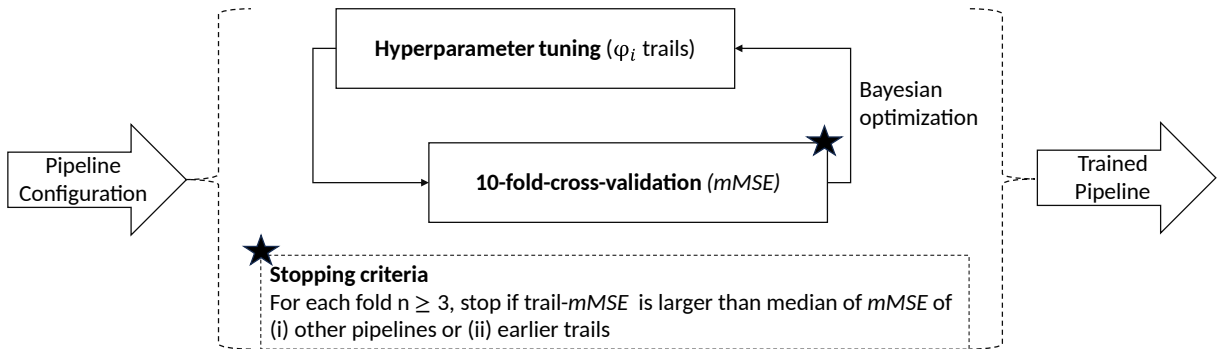 Hyperparameter tuning (φᵢ trails)
Bayesian
optimization
Pipeline
Configuration
10-fold-cross-validation (mMSE)
Trained
Pipeline
Stopping criteria
For each fold n ≥ 3, stop if trail-mMSE is larger than median of mMSE of
(i) other pipelines or (ii) earlier trails